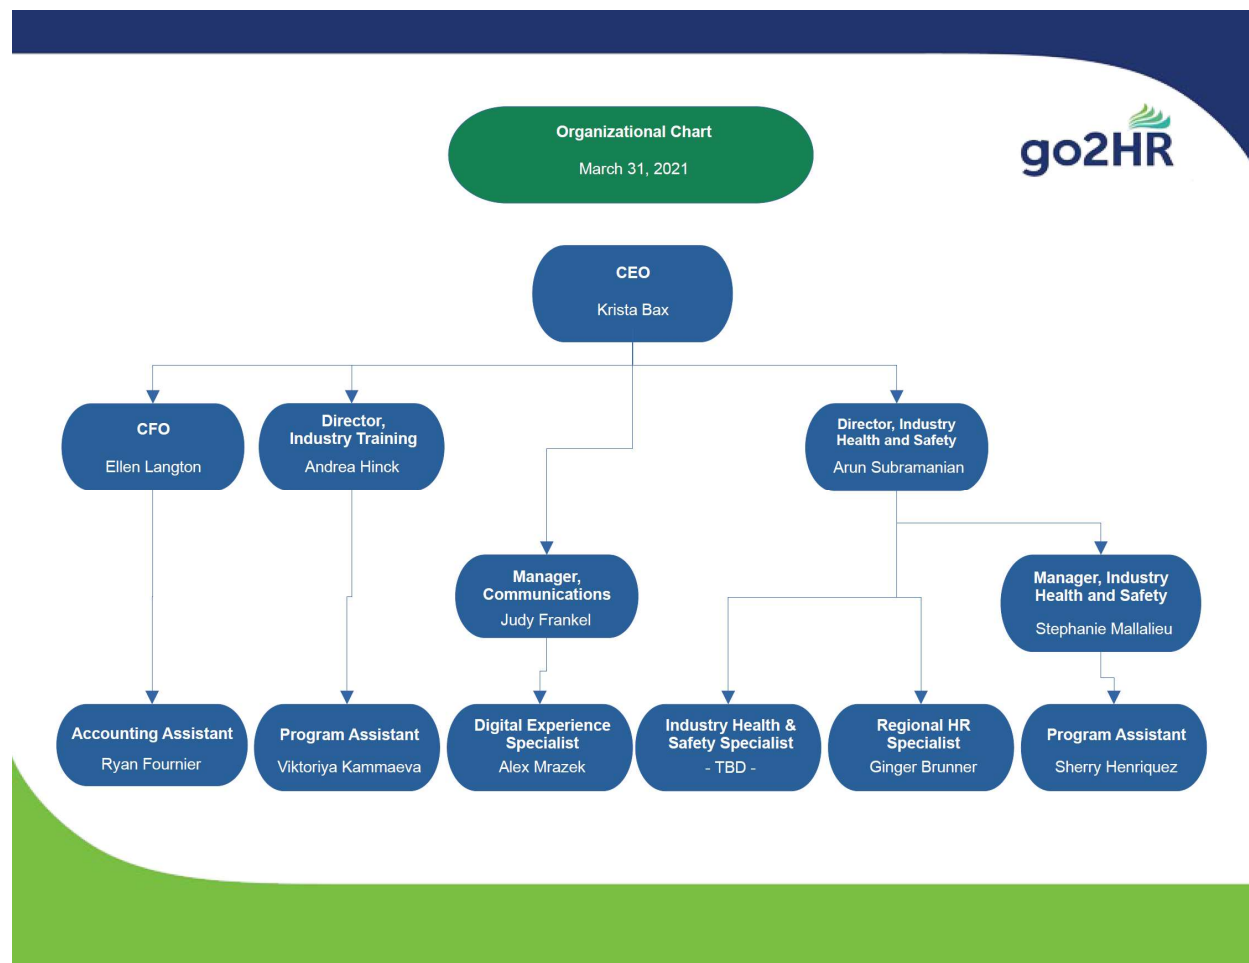 Organizational Chart
March 31, 2021
go2HR
CEO
Krista Bax
CFO
Ellen Langton
Director,
Industry Training
Andrea Hinck
Director, Industry
Health and Safety
Arun Subramanian
Manager,
Communications
Judy Frankel
Manager, Industry
Health and Safety
Stephanie Mallalieu
Accounting Assistant
Ryan Fournier
Program Assistant
Viktoriya Kammaeva
Digital Experience
Specialist
Alex Mrazek
Industry Health &
Safety Specialist
- TBD -
Regional HR
Specialist
Ginger Brunner
Program Assistant
Sherry Henriquez